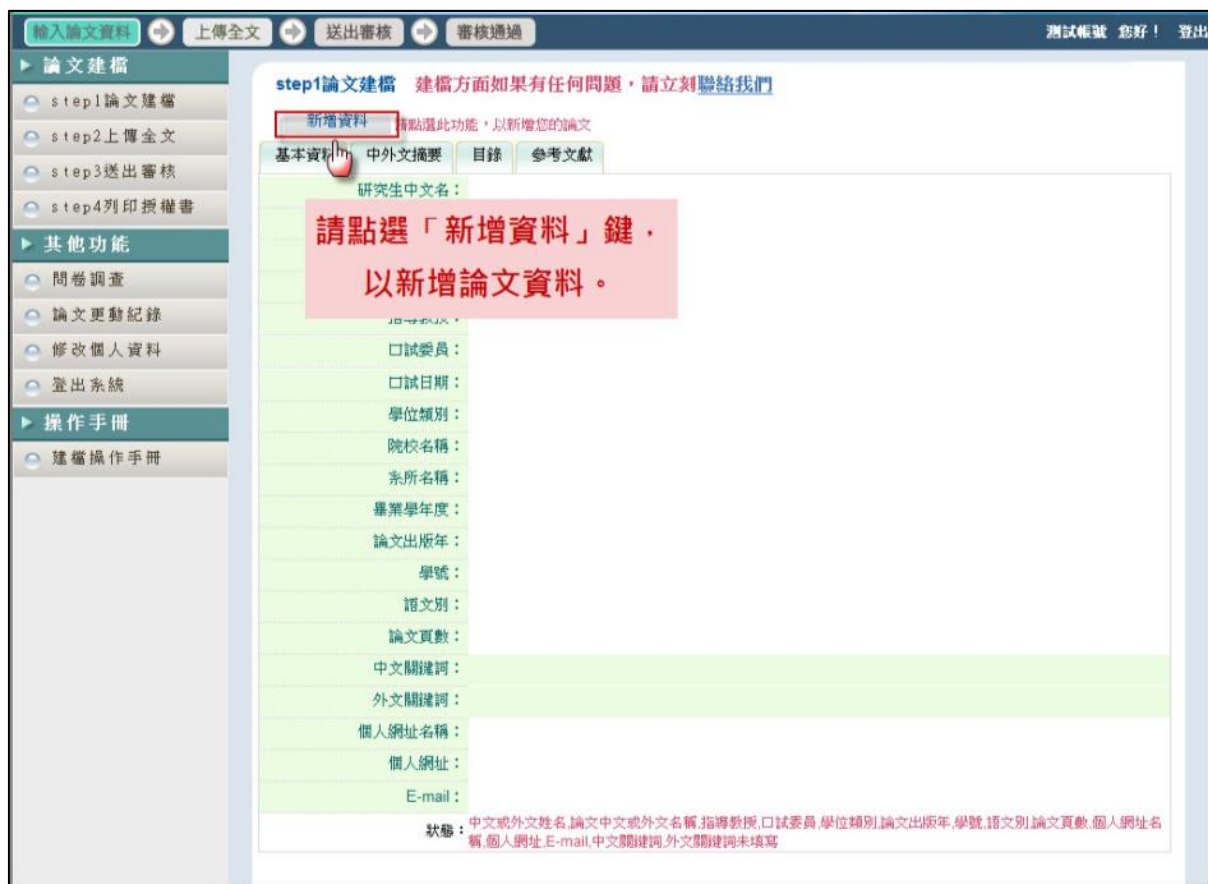 輸入論文資料 上傳全文 送出審核 審核通過 測試帳號 您好! 登出
論文建檔
step1論文建檔
step2上傳全文
step3送出審核
step4列印授權書
其他功能
問卷調查
論文更動紀錄
修改個人資料
登出系統
操作手冊
建檔操作手冊
step1論文建檔 建檔方面如果有任何問題,請立刻聯絡我們
新增資料 請點選此功能,以新增您的論文
基本資料 中外文摘要 目錄 參考文獻
研究生中文名:
請點選「新增資料」鍵,
以新增論文資料。
指導教授:
口試委員:
口試日期:
學位類別:
院校名稱:
系所名稱:
畢業學年度:
論文出版年:
學號:
語文別:
論文頁數:
中文關鍵詞:
外文關鍵詞:
個人網址名稱:
個人網址:
E-mail:
狀態:中文或外文姓名,論文中文或外文名稱,指導教授,口試委員,學位類別,論文出版年,學號,語文別,論文頁數,個人網址名
稱,個人網址,E-mail,中文關鍵詞,外文關鍵詞未填寫